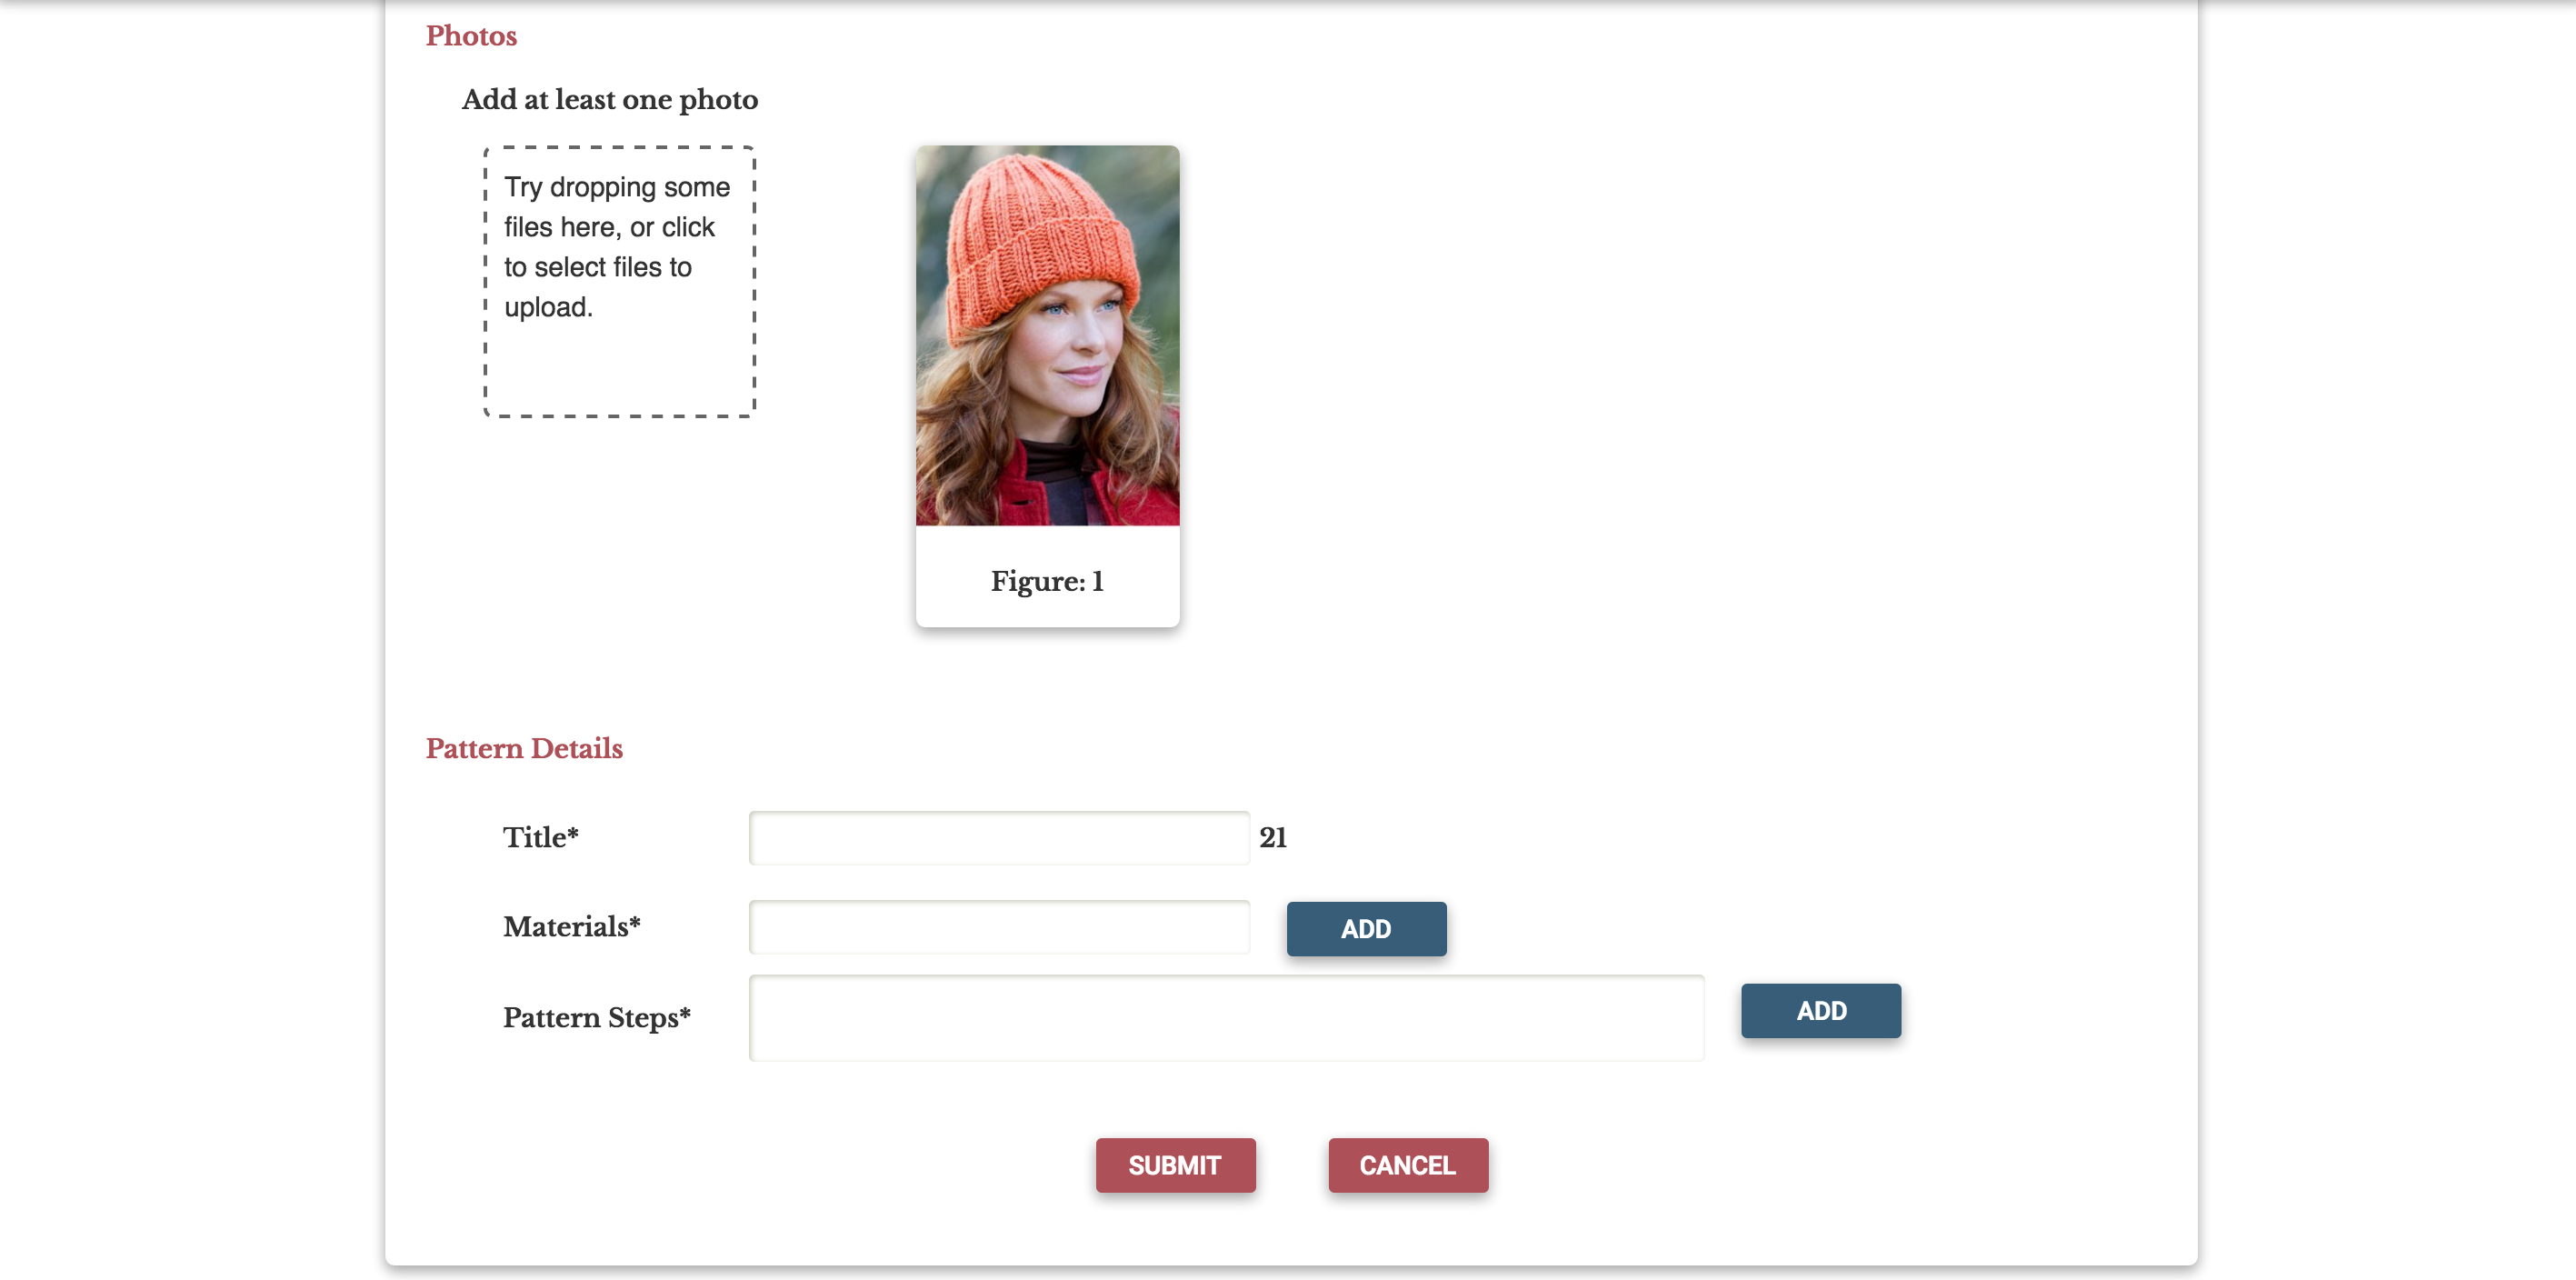 Photos
Add at least one photo
Try dropping some
files here, or click
to select files to
upload.
Figure: 1
Pattern Details
Title*
21
Materials*
ADD
Pattern Steps*
ADD
SUBMIT
CANCEL